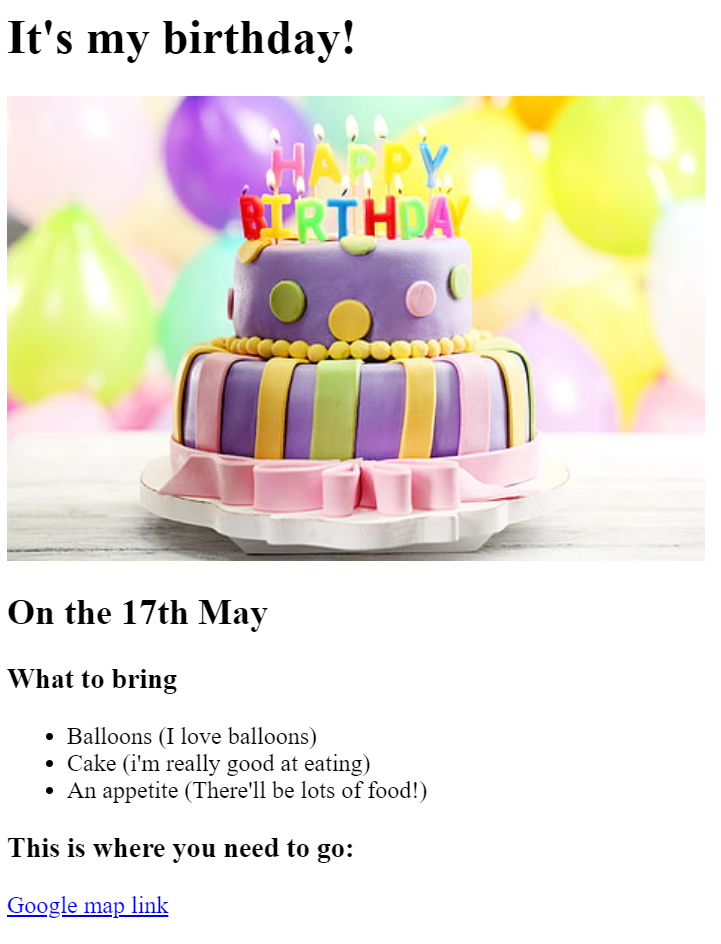 It's my birthday!
HAPPY
BIRTHDAY
On the 17th May
What to bring
Balloons (I love balloons)
Cake (i'm really good at eating)
An appetite (There'll be lots of food!)
This is where you need to go:
Google map link